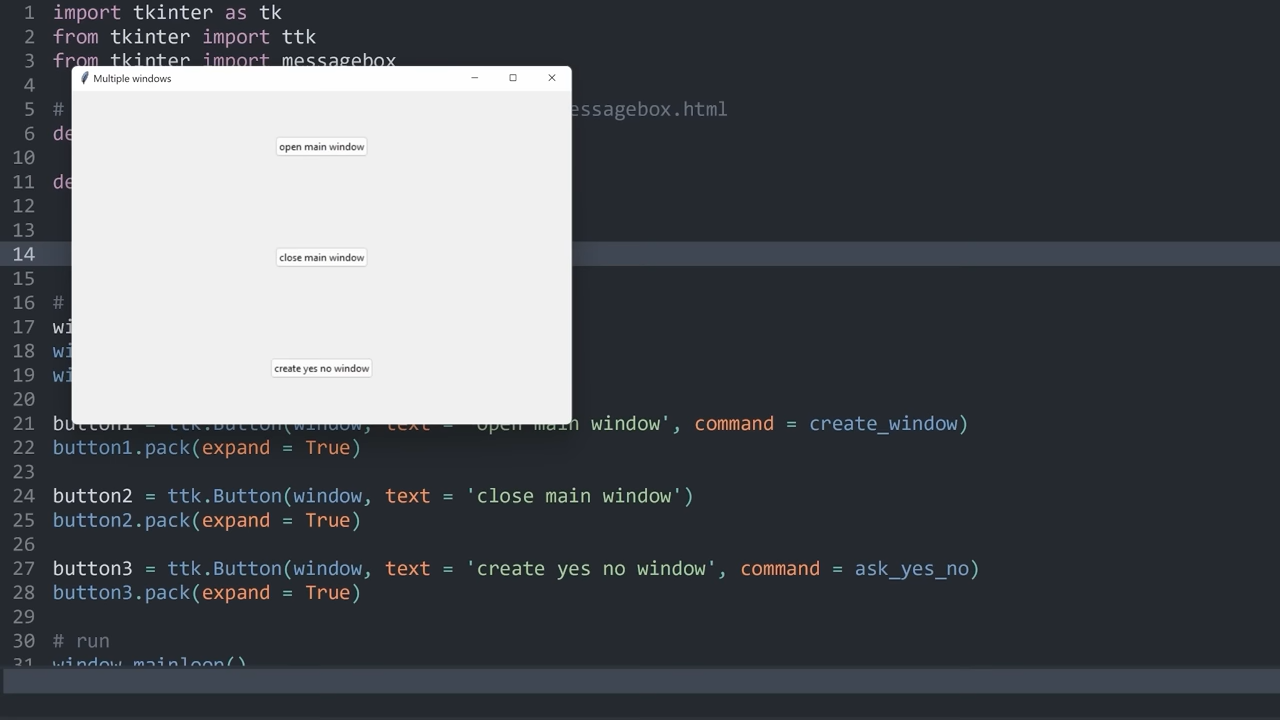 1 import tkinter as tk
2 from tkinter import ttk
3 from tkinter import messagebox
Multiple windows
4
5 # essagebox.html
6 de
10
open main window
11 de
12
13
14
close main window
15
16 #
17 wi
18 wi
create yes no window
19 wi
20
21 button1 = ttk.Button(window, text = 'open main window', command = create_window)
22 button1.pack(expand = True)
23
24 button2 = ttk.Button(window, text = 'close main window')
25 button2.pack(expand = True)
26
27 button3 = ttk.Button(window, text = 'create yes no window', command = ask_yes_no)
28 button3.pack(expand = True)
29
30 # run
31 window.mainloop()